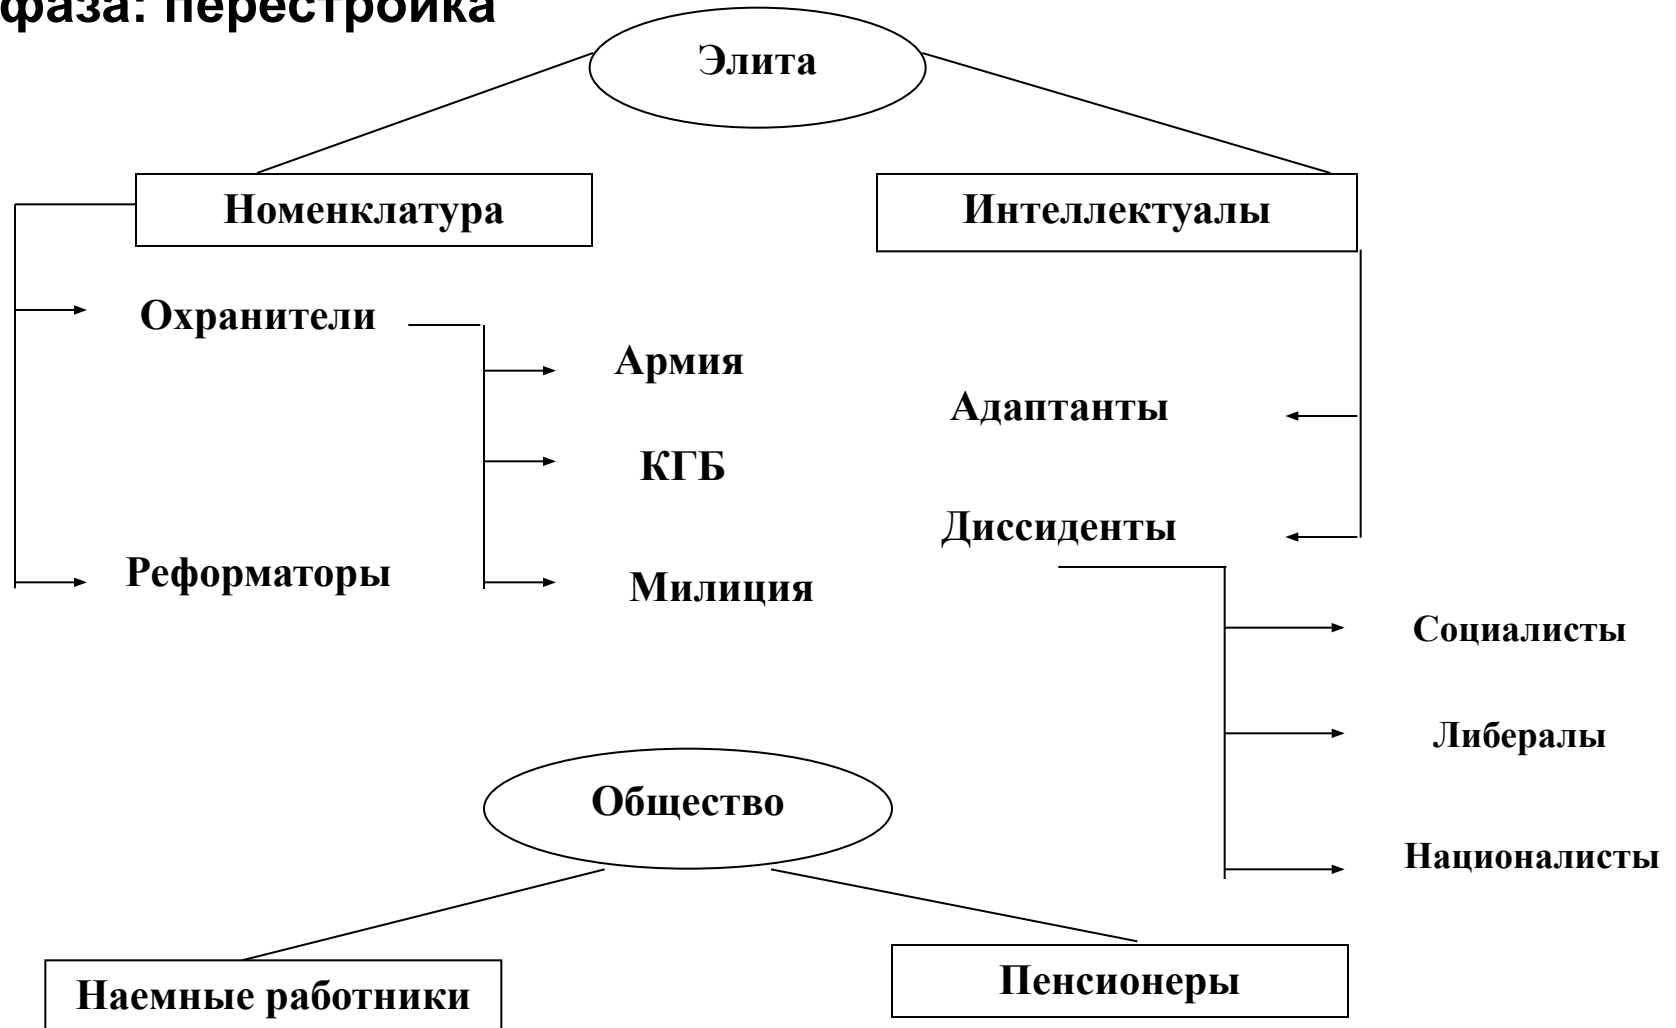 фаза: перестройка
Элита
Номенклатура
Интеллектуалы
Охранители
Армия
Адаптанты
КГБ
Диссиденты
Реформаторы
Милиция
Социалисты
Либералы
Общество
Националисты
Пенсионеры
Наемные работники